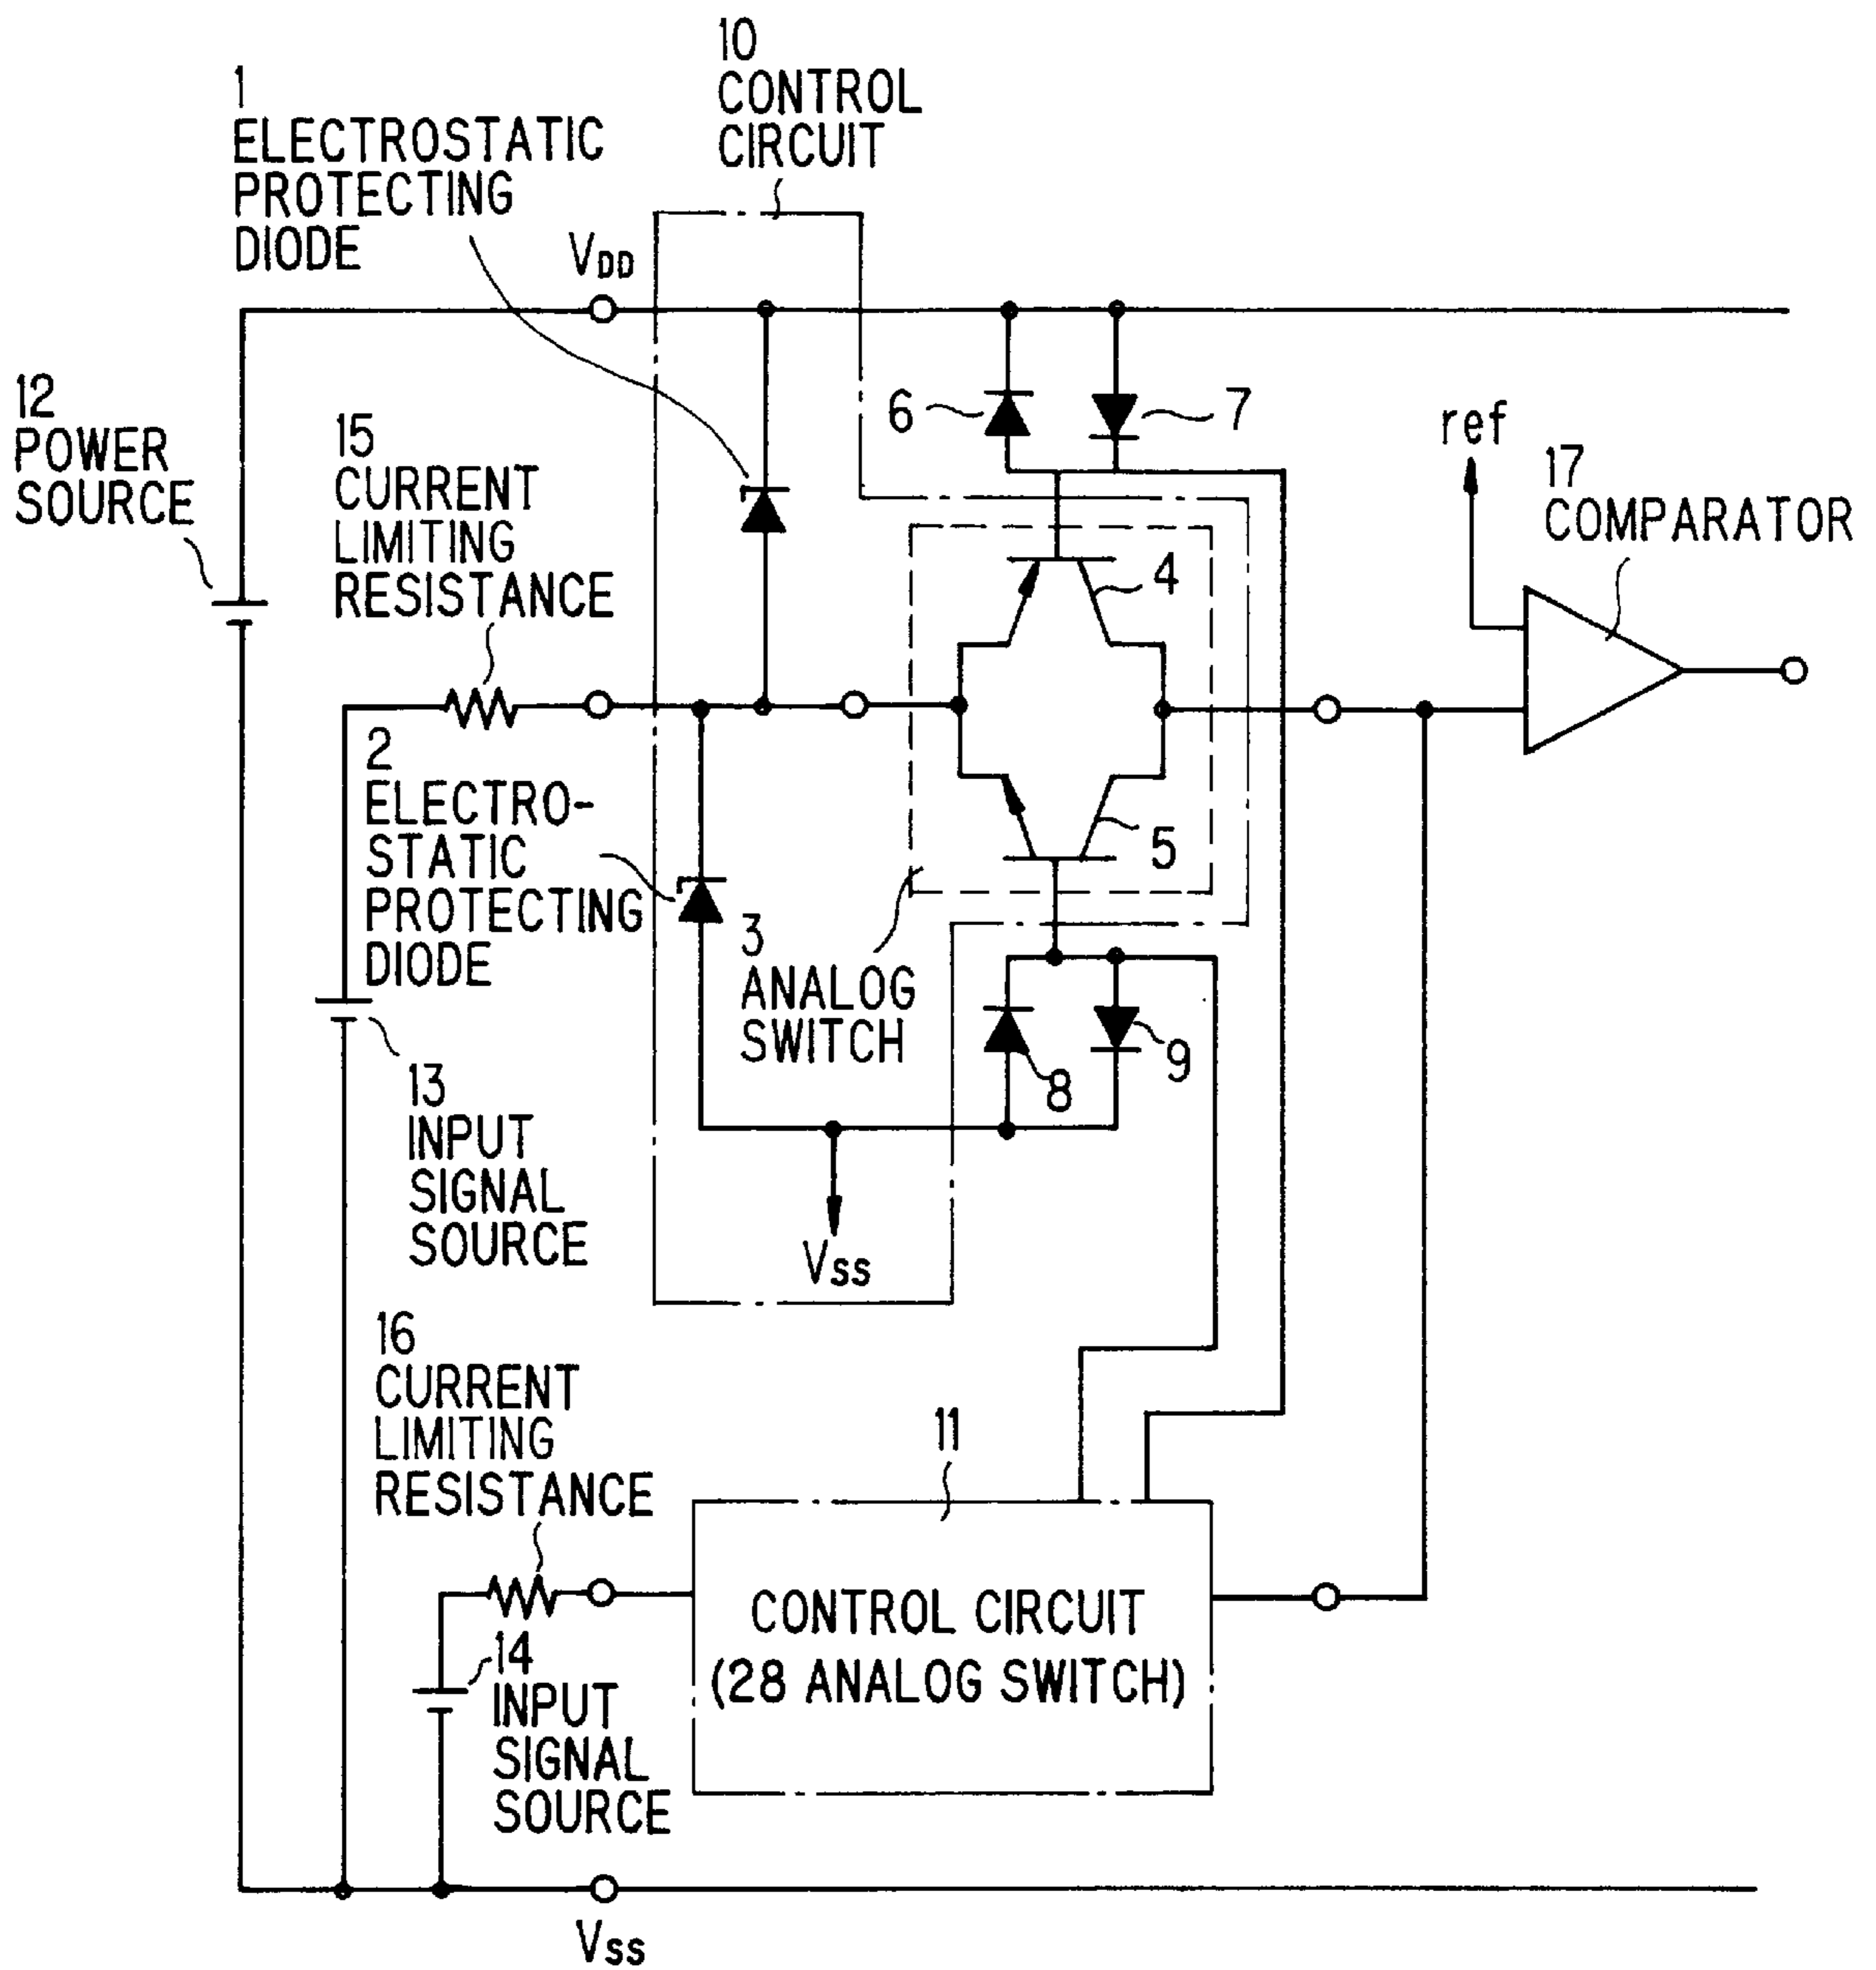 10
CONTROL
CIRCUIT
1
ELECTROSTATIC
PROTECTING
DIODE
VDD
12
POWER
SOURCE
15
CURRENT
LIMITING
RESISTANCE
6
7
ref
17
COMPARATOR
4
2
ELECTRO-
STATIC
PROTECTING
DIODE
5
3
ANALOG
SWITCH
8
9
13
INPUT
SIGNAL
SOURCE
VSS
16
CURRENT
LIMITING
RESISTANCE
11
CONTROL CIRCUIT
(28 ANALOG SWITCH)
14
INPUT
SIGNAL
SOURCE
VSS